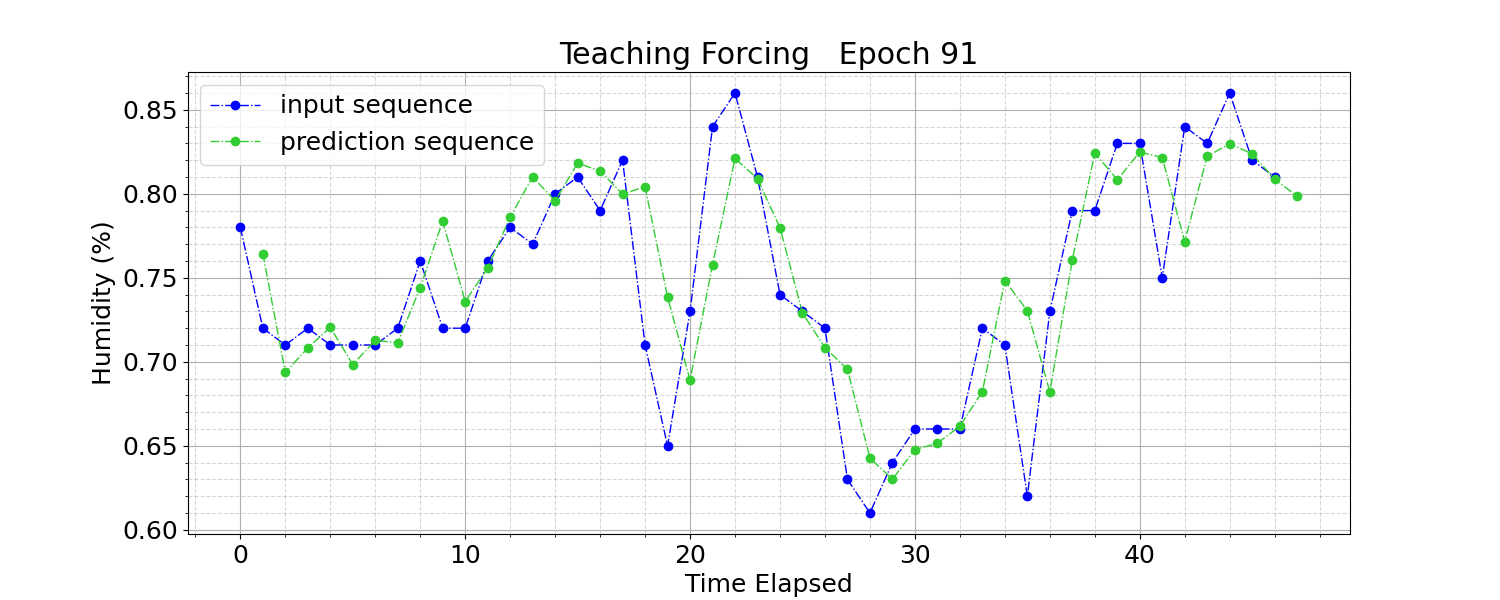 Teaching Forcing   Epoch 91
input sequence
prediction sequence
Humidity (%)
0.85
0.80
0.75
0.70
0.65
0.60
0 10 20 30 40
Time Elapsed